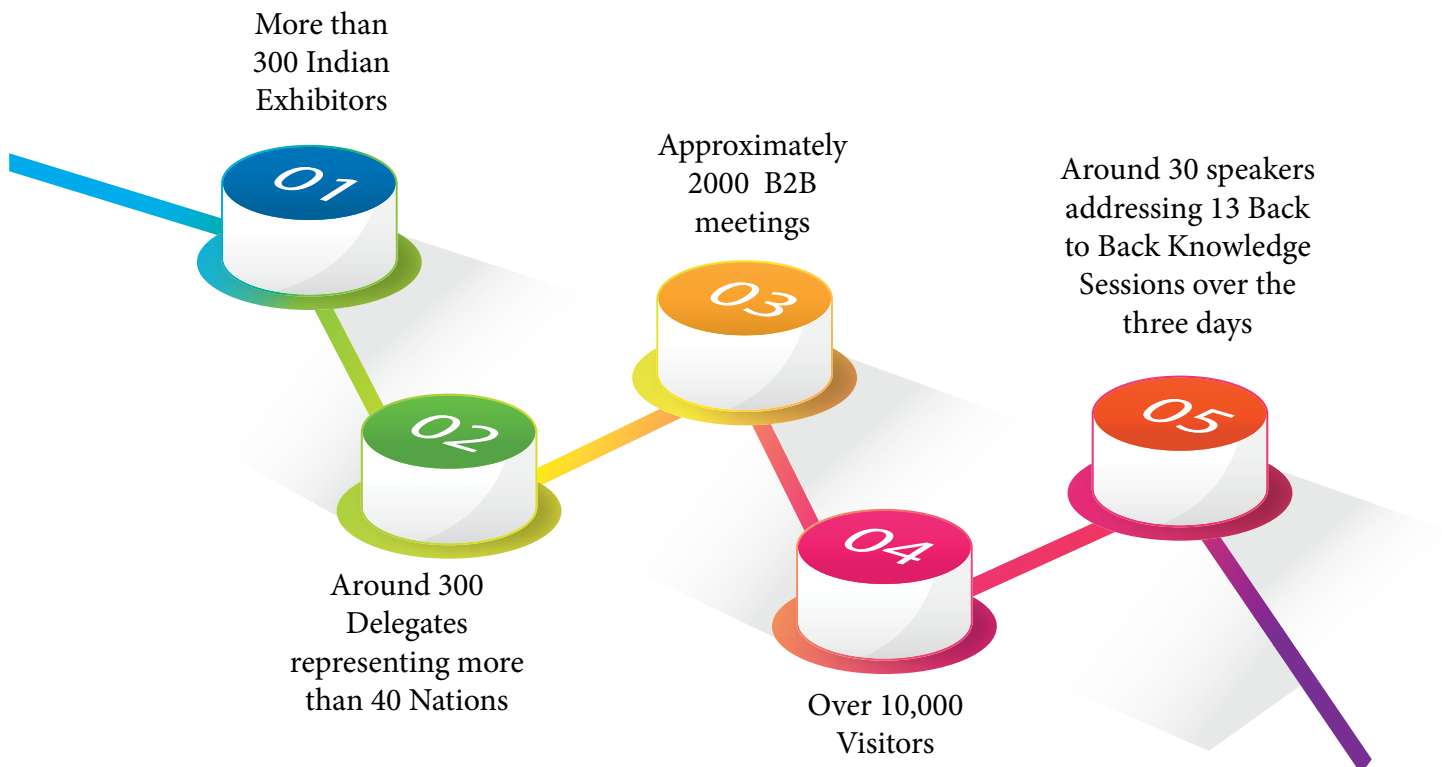 More than
300 Indian
Exhibitors
01
02
Around 300
Delegates
representing more
than 40 Nations
Approximately
2000 B2B
meetings
03
04
Over 10,000
Visitors
Around 30 speakers
addressing 13 Back
to Back Knowledge
Sessions over the
three days
05